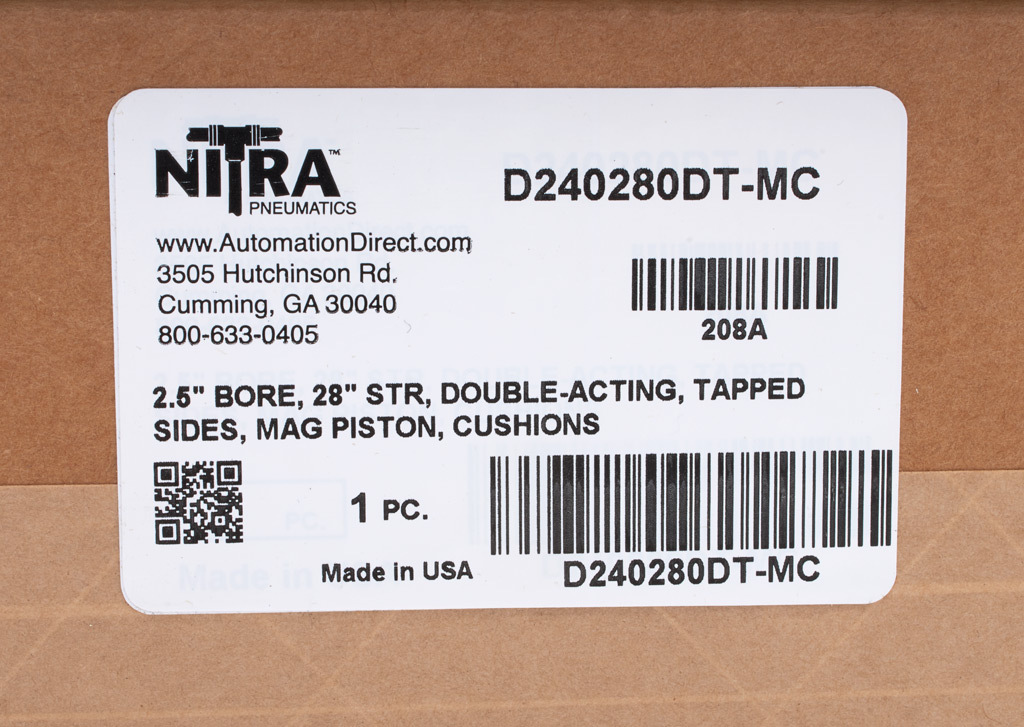 NITRA™
PNEUMATICS
D240280DT-MC
www.AutomationDirect.com
3505 Hutchinson Rd.
Cumming, GA 30040
800-633-0405
208A
2.5" BORE, 28" STR, DOUBLE-ACTING, TAPPED
SIDES, MAG PISTON, CUSHIONS
1 PC.
Made in USA
D240280DT-MC